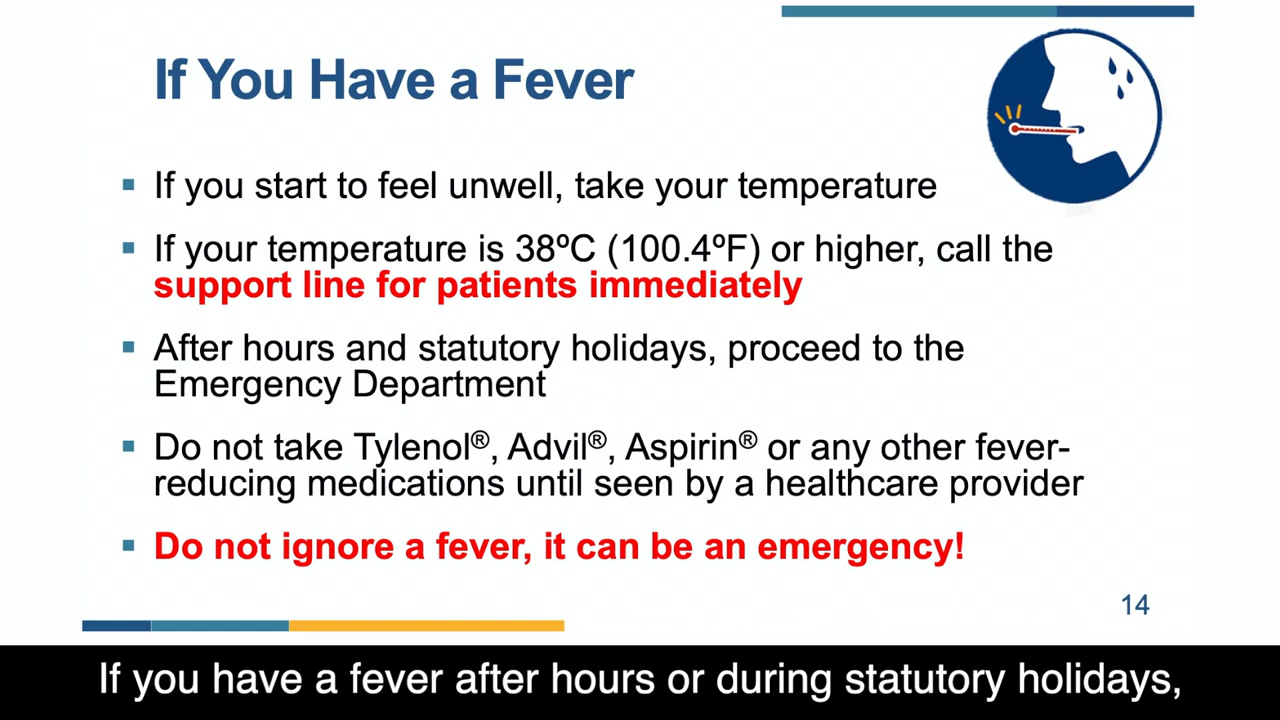 If You Have a Fever
▪ If you start to feel unwell, take your temperature
▪ If your temperature is 38ºC (100.4ºF) or higher, call the
support line for patients immediately
▪ After hours and statutory holidays, proceed to the
Emergency Department
▪ Do not take Tylenol®, Advil®, Aspirin® or any other fever-
reducing medications until seen by a healthcare provider
▪ Do not ignore a fever, it can be an emergency!
14
If you have a fever after hours or during statutory holidays,